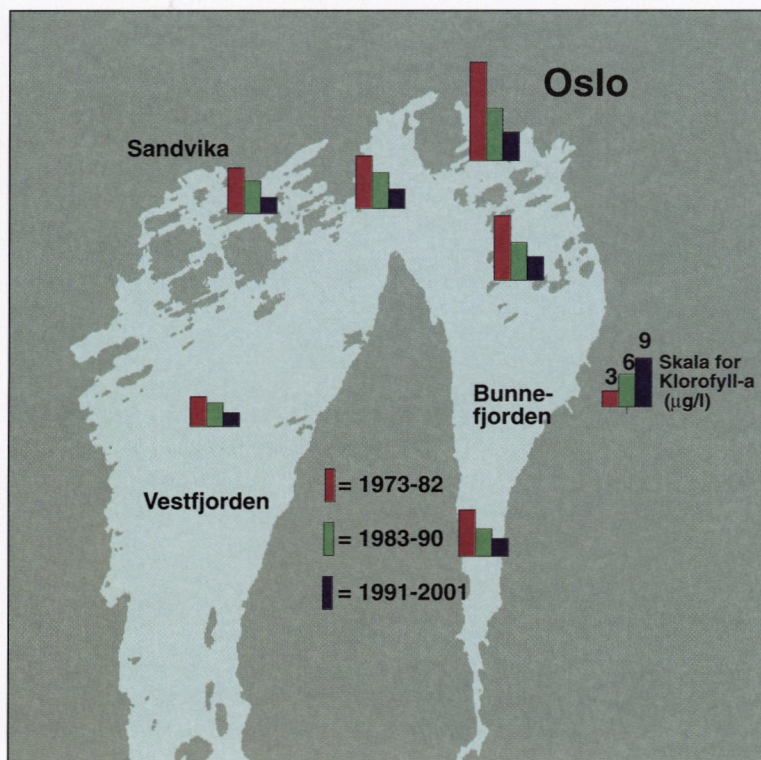 Oslo
Sandvika
9
6
3
Skala for
Klorofyll-a
(µg/l)
Bunne-
fjorden
Vestfjorden
= 1973-82
= 1983-90
= 1991-2001